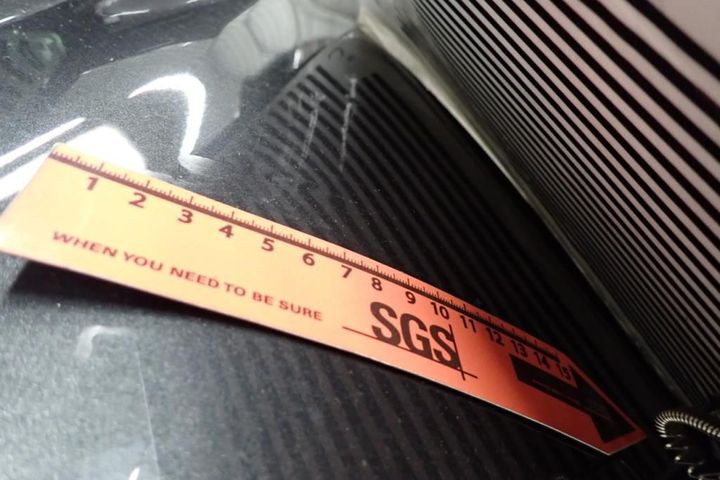 1 2 3 4 5 6 7 8 9 10 11 12 13 14 15
WHEN YOU NEED TO BE SURE
SGS